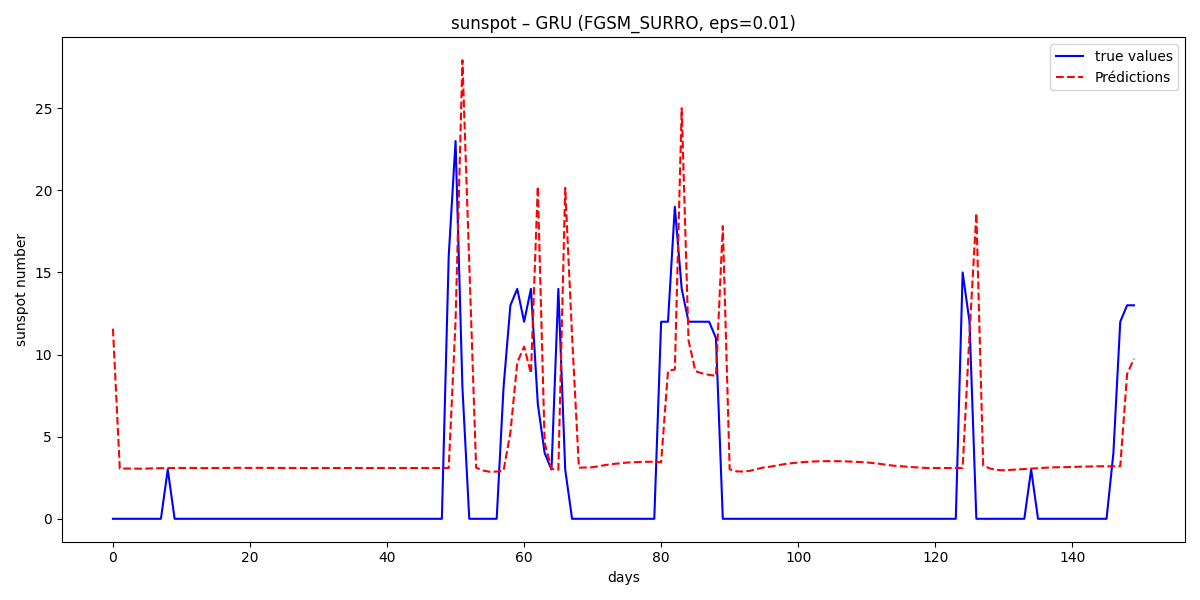 sunspot – GRU (FGSM_SURRO, eps=0.01)
true values
Prédictions
sunspot number
25
20
15
10
5
0
0 20 40 60 80 100 120 140
days